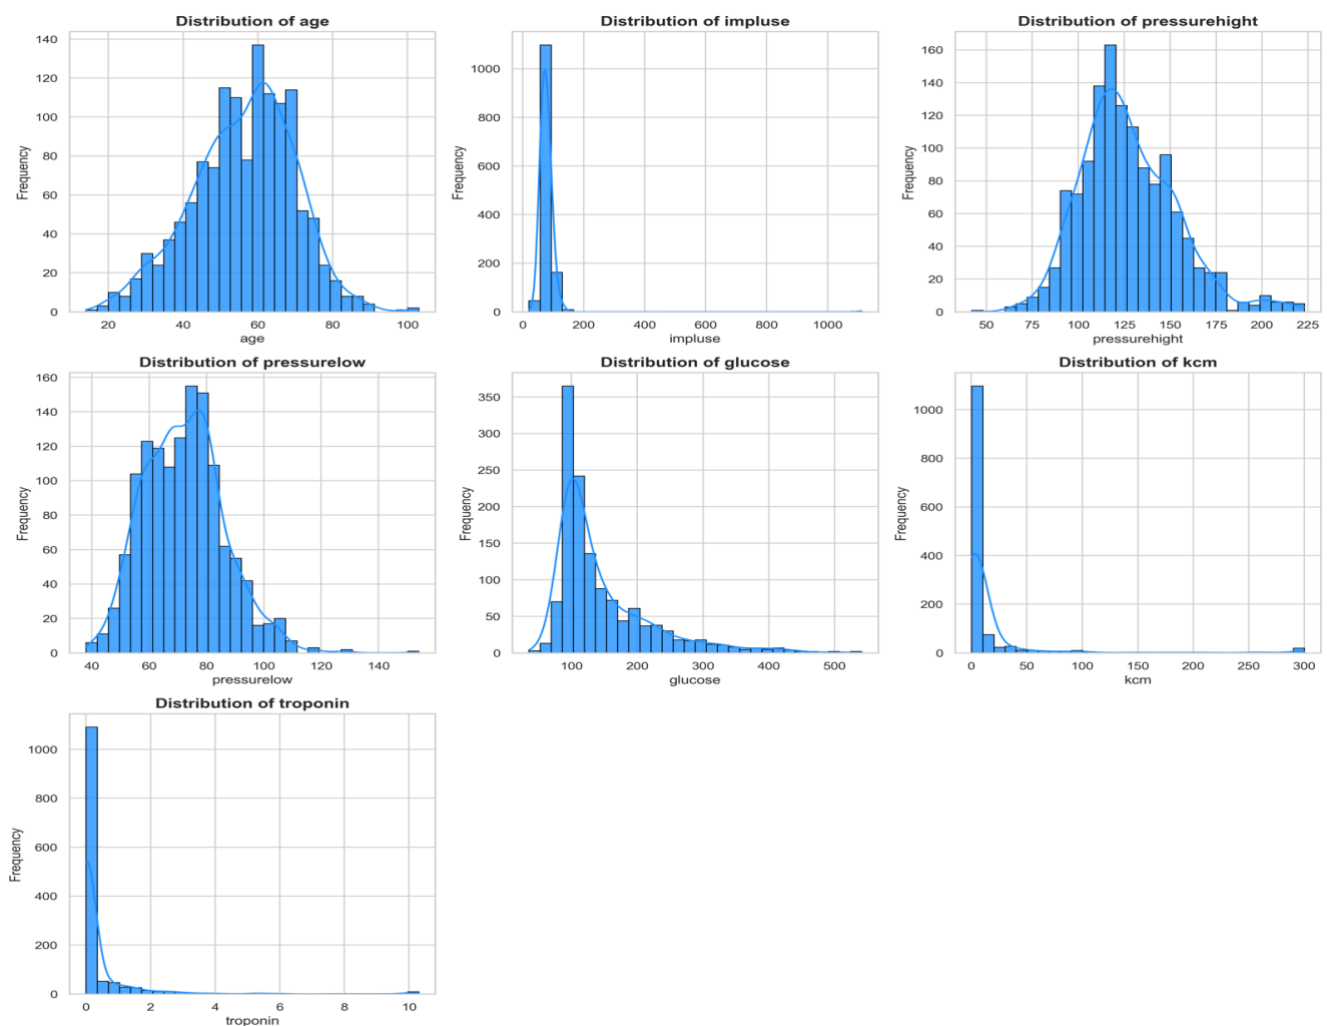 Distribution of age
Distribution of impluse
Distribution of pressurehight
Frequency
140
120
100
80
60
40
20
0
20 40 60 80 100
age
Frequency
1000
800
600
400
200
0
0 200 400 600 800 1000
impluse
Frequency
160
140
120
100
80
60
40
20
0
50 75 100 125 150 175 200 225
pressurehight
Distribution of pressurelow
Distribution of glucose
Distribution of kcm
Frequency
160
140
120
100
80
60
40
20
0
40 60 80 100 120 140
pressurelow
Frequency
350
300
250
200
150
100
50
0
100 200 300 400 500
glucose
Frequency
1000
800
600
400
200
0
0 50 100 150 200 250 300
kcm
Distribution of troponin
Frequency
1000
800
600
400
200
0
0 2 4 6 8 10
troponin